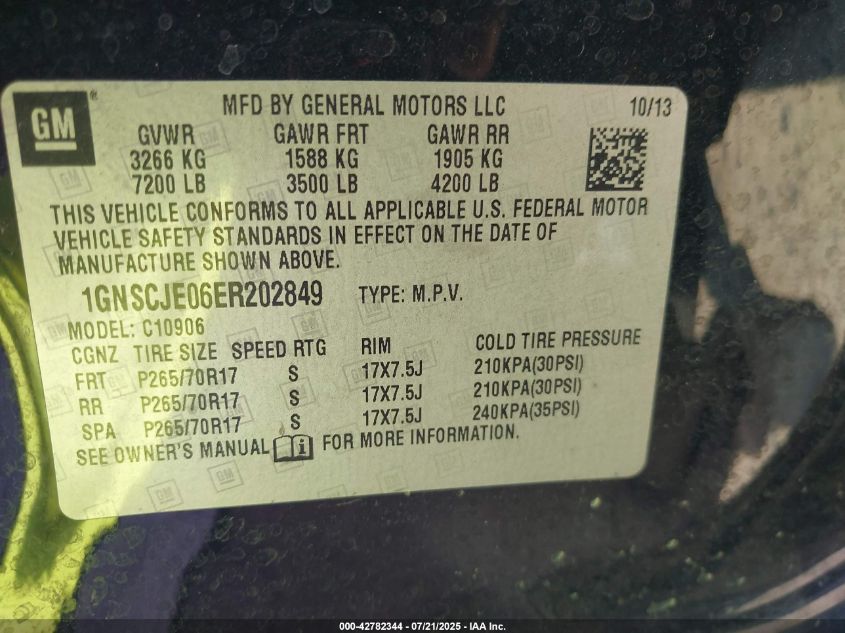 GM® MFD BY GENERAL MOTORS LLC 10/13
GVWR GAWR FRT GAWR RR
3266 KG 1588 KG 1905 KG
7200 LB 3500 LB 4200 LB
THIS VEHICLE CONFORMS TO ALL APPLICABLE U.S. FEDERAL MOTOR
VEHICLE SAFETY STANDARDS IN EFFECT ON THE DATE OF
MANUFACTURE SHOWN ABOVE.
1GNSCJE06ER202849 TYPE: M.P.V.
MODEL: C10906
CGNZ TIRE SIZE SPEED RTG RIM COLD TIRE PRESSURE
FRT P265/70R17 S 17X7.5J 210KPA(30PSI)
RR P265/70R17 S 17X7.5J 210KPA(30PSI)
SPA P265/70R17 S 17X7.5J 240KPA(35PSI)
SEE OWNER'S MANUAL i FOR MORE INFORMATION.
000-42782344 / 07/21/2025 - IAA Inc.